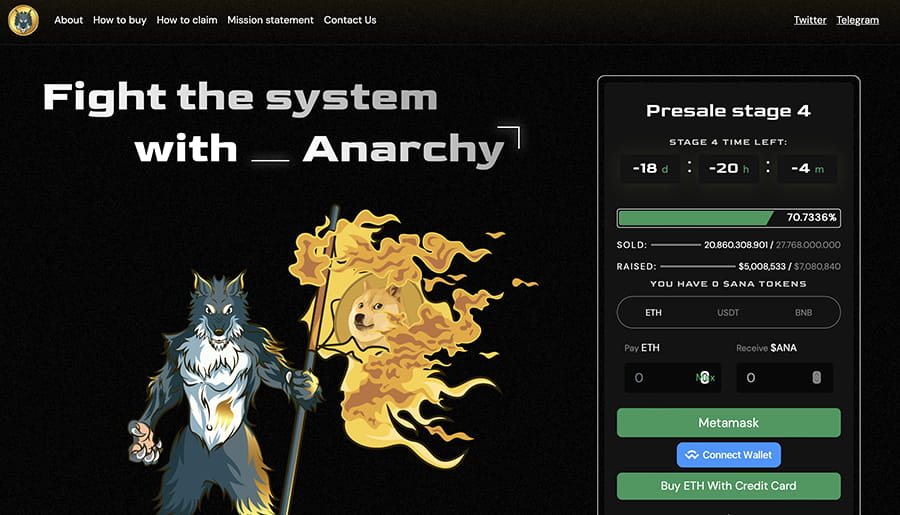 About How to buy How to claim Mission statement Contact Us Twitter Telegram
Fight the system
with __ Anarchy
Presale stage 4
STAGE 4 TIME LEFT:
-18 d : -20 h : -4 m
70.7336%
SOLD: 20.860.308.901 / 27.768.000.000
RAISED: $5,008,533 / $7,080,840
YOU HAVE 0 $ANA TOKENS
ETH USDT BNB
Pay ETH Receive $ANA
0 Max 0
Metamask
Connect Wallet
Buy ETH With Credit Card